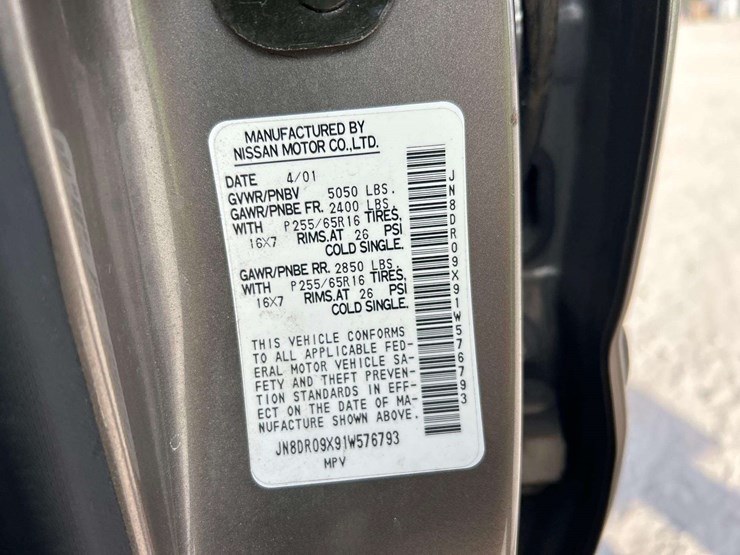 MANUFACTURED BY
NISSAN MOTOR CO.,LTD.
DATE 4/01
GVWR/PNBV 5050 LBS.
GAWR/PNBE FR. 2400 LBS.
WITH P255/65R16 TIRES,
16X7 RIMS.AT 26 PSI
COLD SINGLE.
GAWR/PNBE RR. 2850 LBS.
WITH P255/65R16 TIRES,
16X7 RIMS.AT 26 PSI
COLD SINGLE.
THIS VEHICLE CONFORMS
TO ALL APPLICABLE FED-
ERAL MOTOR VEHICLE SA-
FETY AND THEFT PREVEN-
TION STANDARDS IN EFF-
ECT ON THE DATE OF MA-
NUFACTURE SHOWN ABOVE.
JN8DR09X91W576793
MPV
JN8DR09X91W576793